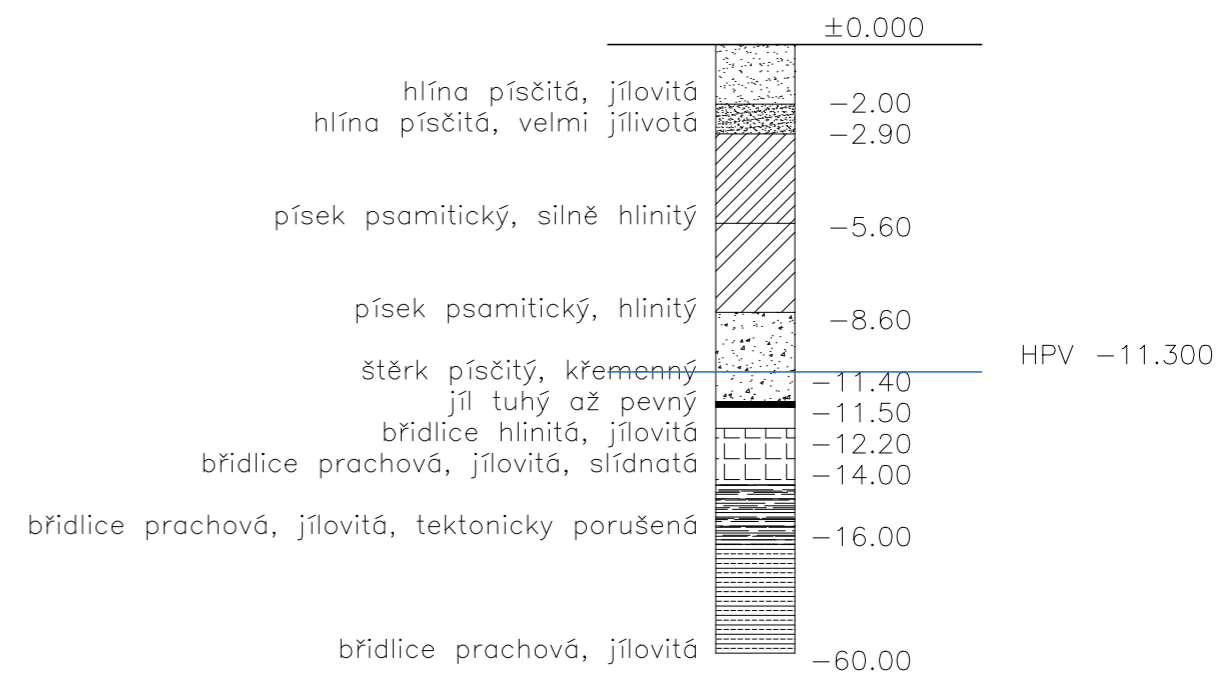 ±0.000
hlína písčitá, jílovitá −2.00
hlína písčitá, velmi jílivotá −2.90
písek psamitický, silně hlinitý −5.60
písek psamitický, hlinitý −8.60
HPV −11.300
štěrk písčitý, křemenný −11.40
jíl tuhý až pevný −11.50
břidlice hlinitá, jílovitá −12.20
břidlice prachová, jílovitá, slídnatá −14.00
břidlice prachová, jílovitá, tektonicky porušená −16.00
břidlice prachová, jílovitá −60.00